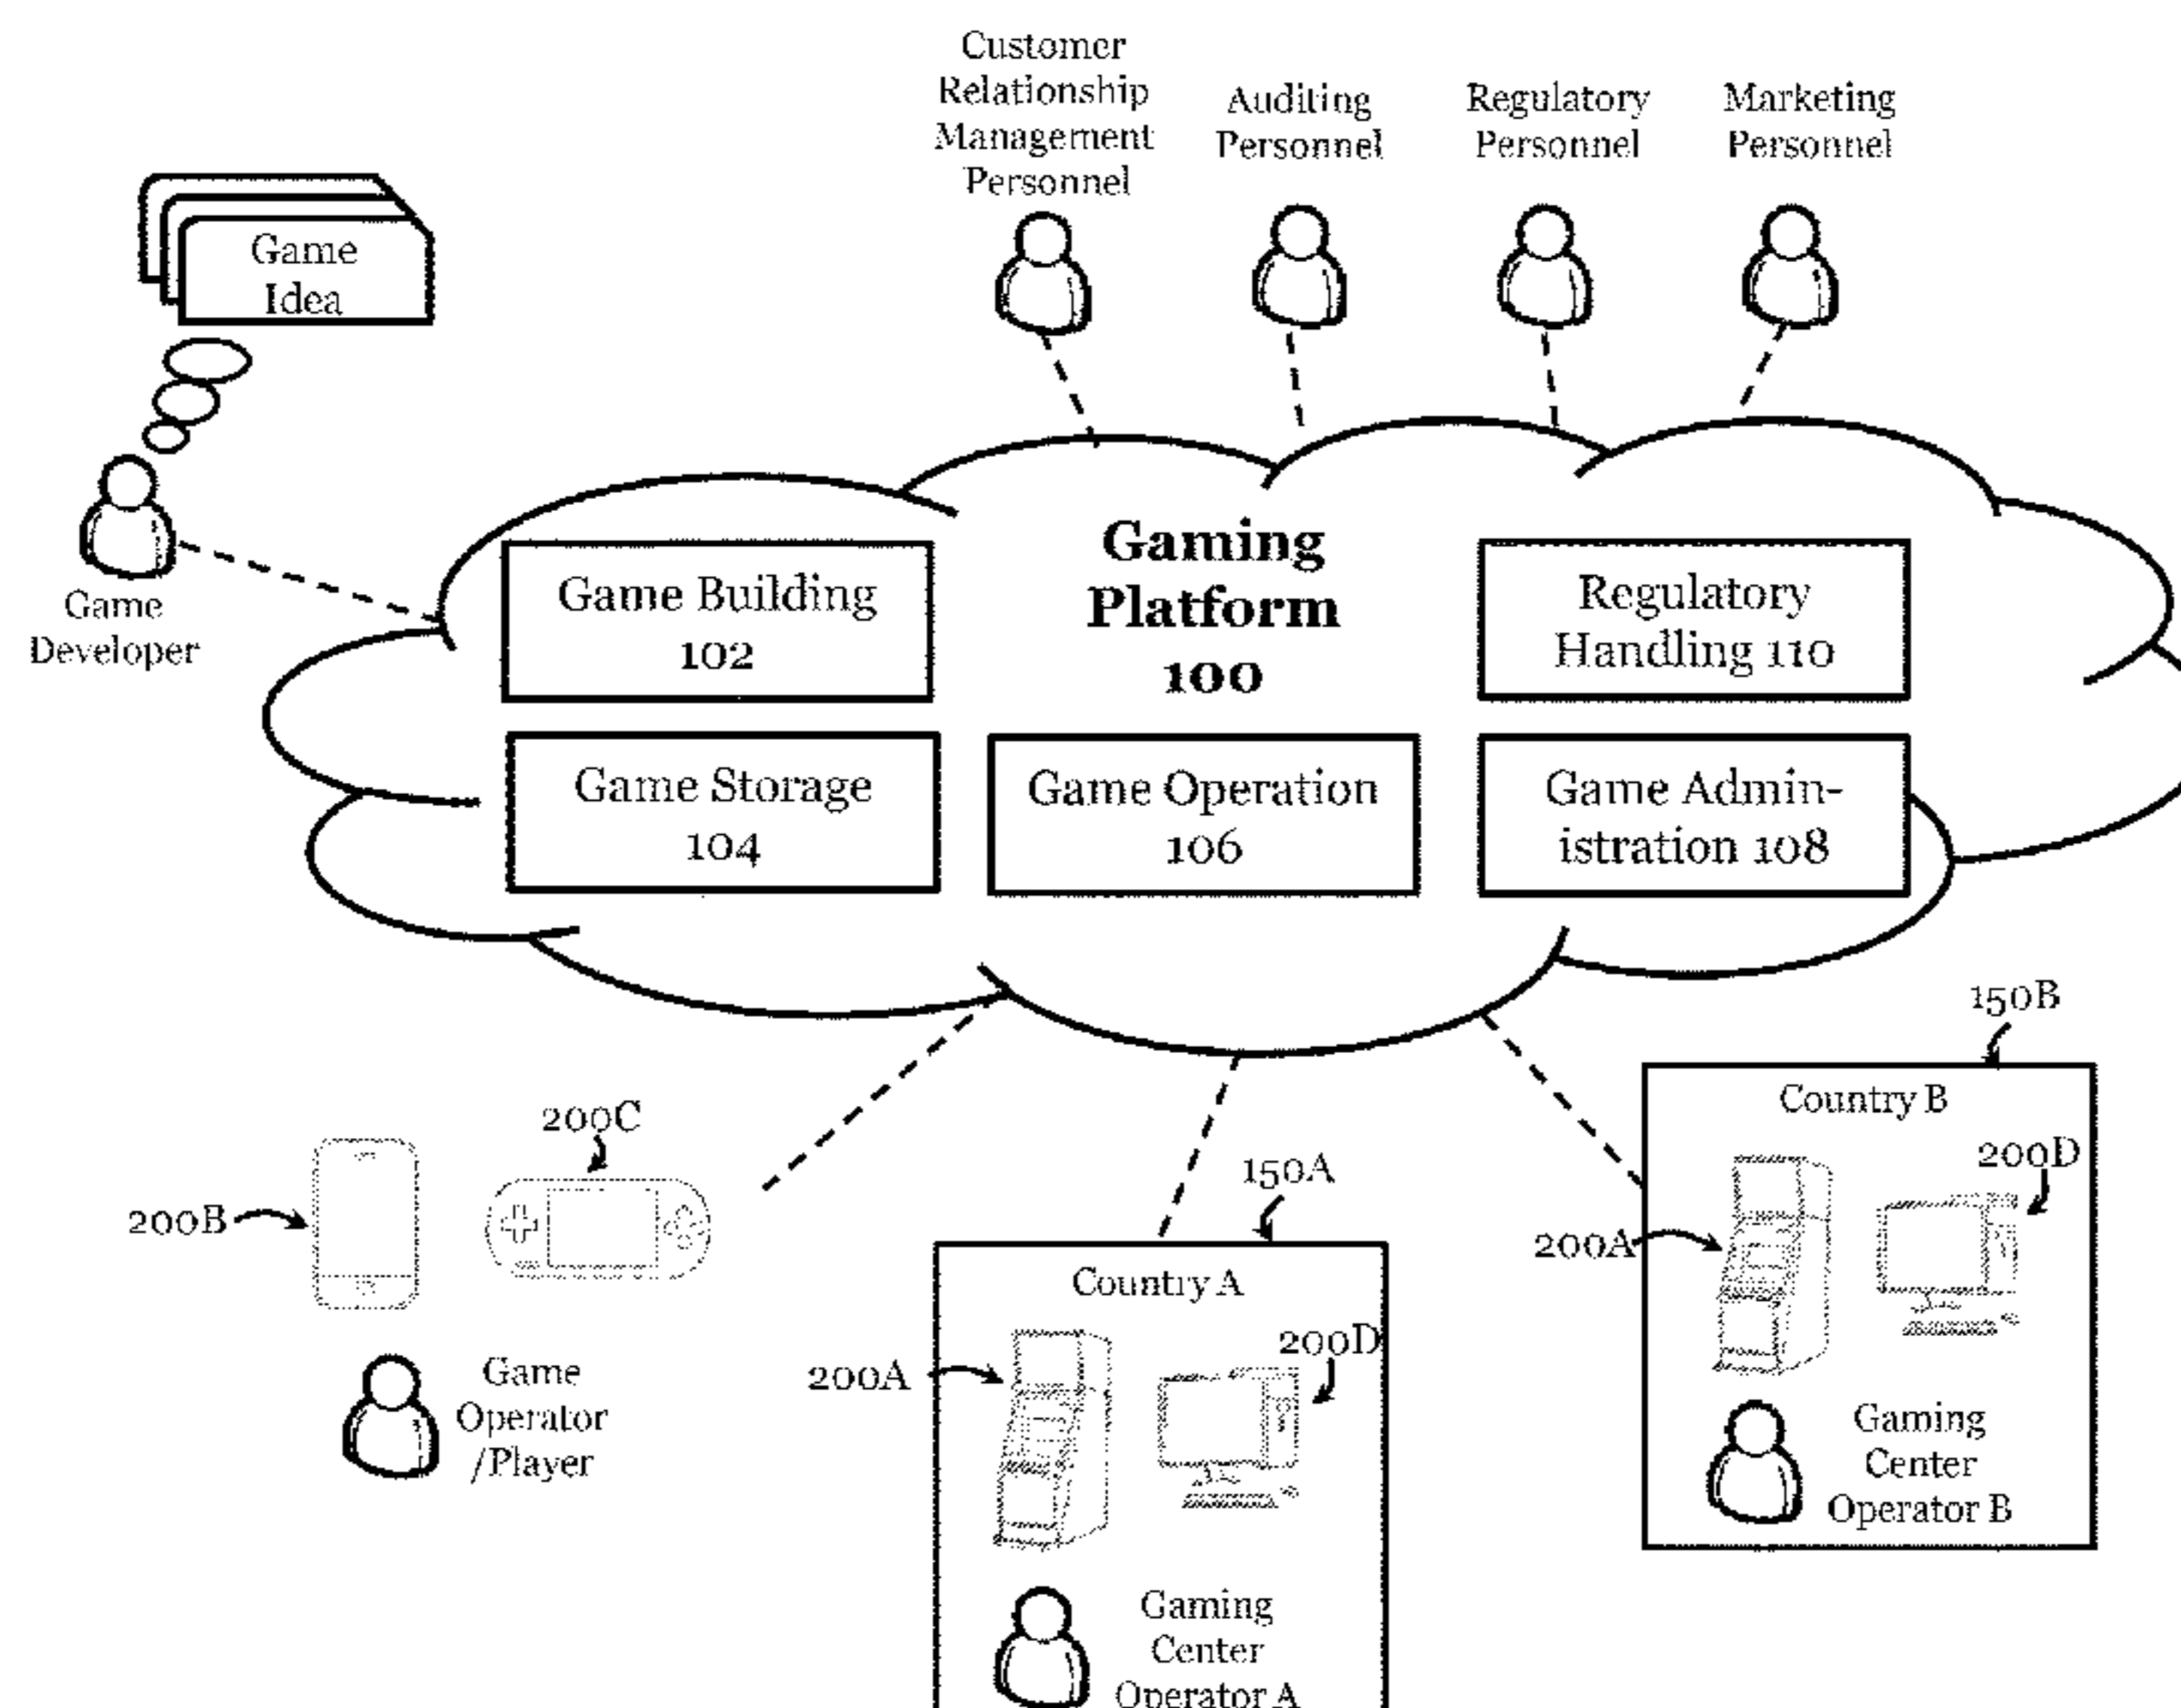 Customer
Relationship
Management
Personnel
Auditing
Personnel
Regulatory
Personnel
Marketing
Personnel
Game
Idea
Game
Developer
Gaming
Platform
100
Game Building
102
Regulatory
Handling 110
Game Storage
104
Game Operation
106
Game Admin-
istration 108
200B
200C
Game
Operator
/Player
150A
Country A
200A
200D
Gaming
Center
Operator A
150B
Country B
200A
200D
Gaming
Center
Operator B